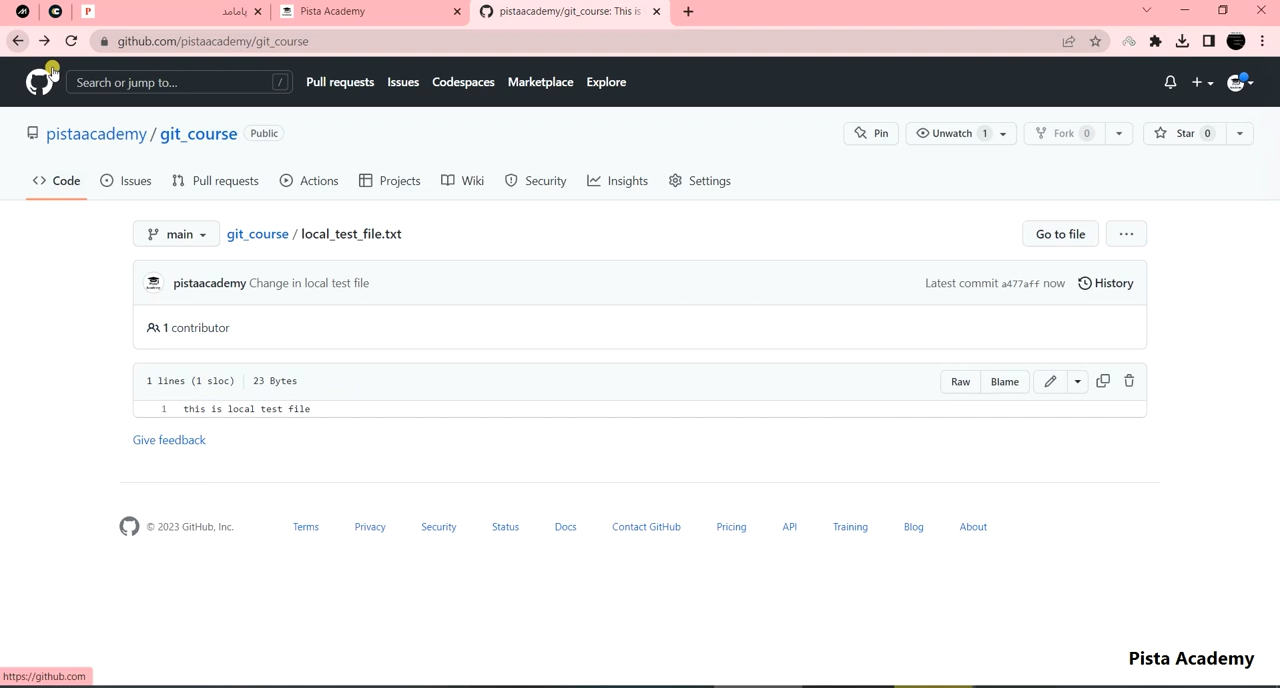 P
پامامد
Pista Academy
pistaacademy/git_course: This is
github.com/pistaacademy/git_course
Search or jump to...
/
Pull requests
Issues
Codespaces
Marketplace
Explore
pistaacademy / git_course
Public
Pin
Unwatch 1
Fork 0
Star 0
Code
Issues
Pull requests
Actions
Projects
Wiki
Security
Insights
Settings
main
git_course / local_test_file.txt
Go to file
pistaacademy Change in local test file
Latest commit a477aff now
History
1 contributor
1 lines (1 sloc)
23 Bytes
Raw
Blame
1 this is local test file
Give feedback
© 2023 GitHub, Inc.
Terms
Privacy
Security
Status
Docs
Contact GitHub
Pricing
API
Training
Blog
About
Pista Academy
https://github.com